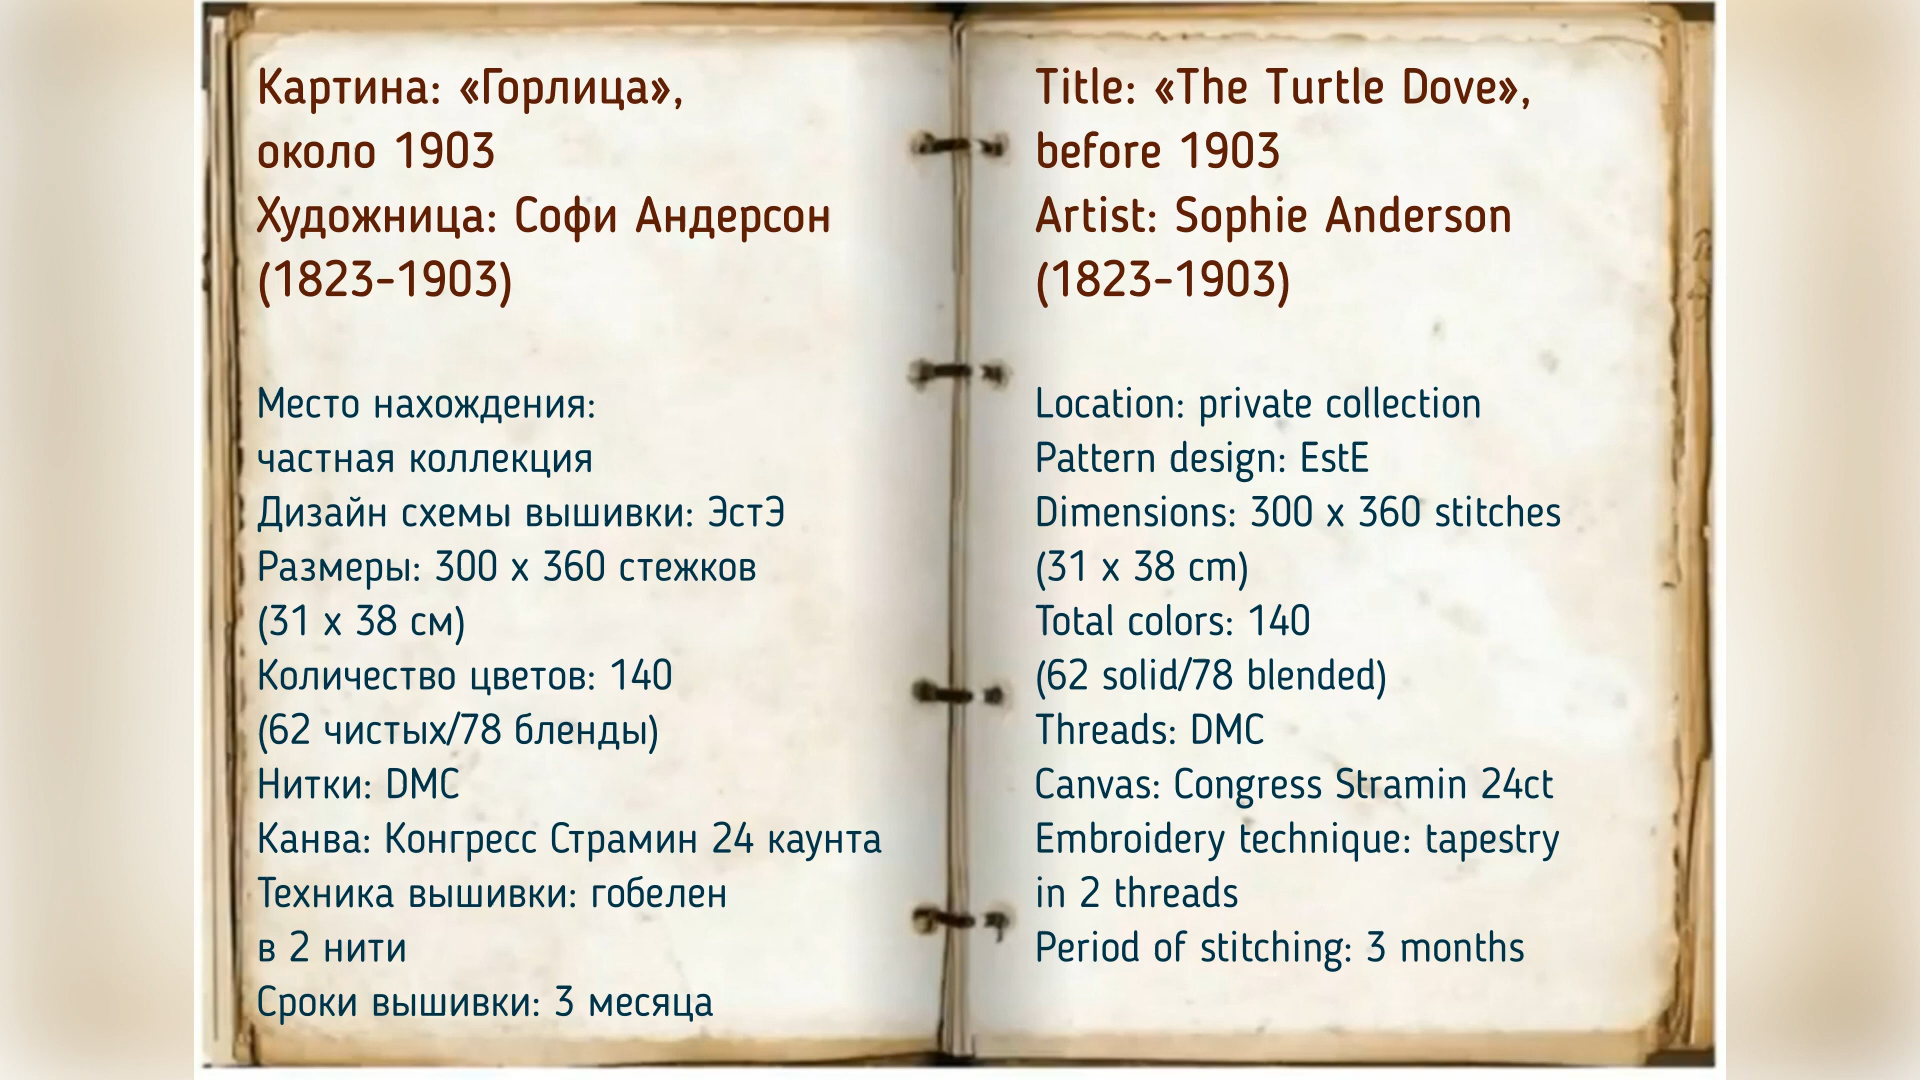 Картина: «Горлица»,
около 1903
Художница: Софи Андерсон
(1823-1903)
Место нахождения:
частная коллекция
Дизайн схемы вышивки: ЭстЭ
Размеры: 300 х 360 стежков
(31 х 38 см)
Количество цветов: 140
(62 чистых/78 бленды)
Нитки: DMC
Канва: Конгресс Страмин 24 каунта
Техника вышивки: гобелен
в 2 нити
Сроки вышивки: 3 месяца
Title: «The Turtle Dove»,
before 1903
Artist: Sophie Anderson
(1823-1903)
Location: private collection
Pattern design: EstE
Dimensions: 300 x 360 stitches
(31 x 38 cm)
Total colors: 140
(62 solid/78 blended)
Threads: DMC
Canvas: Congress Stramin 24ct
Embroidery technique: tapestry
in 2 threads
Period of stitching: 3 months